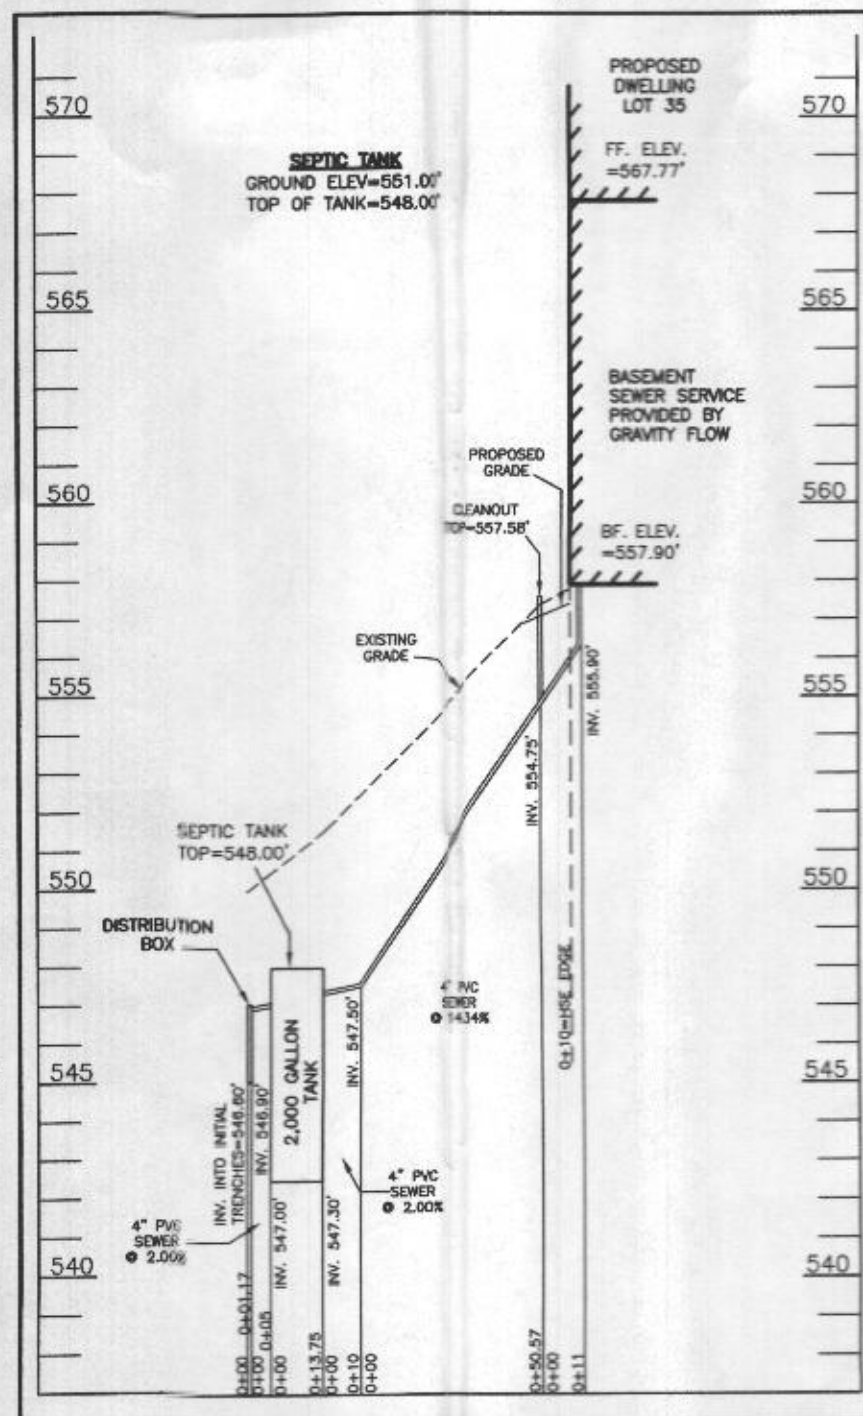 570
570
PROPOSED
DWELLING
LOT 35
SEPTIC TANK
GROUND ELEV=551.00'
TOP OF TANK=548.00'
FF. ELEV.
=567.77'
565
565
BASEMENT
SEWER SERVICE
PROVIDED BY
GRAVITY FLOW
PROPOSED
GRADE
560
560
CLEANOUT
TOP=557.58'
BF. ELEV.
=557.90'
EXISTING
GRADE
555
555
INV. 555.90'
INV. 554.75'
SEPTIC TANK
TOP=548.00'
550
550
DISTRIBUTION
BOX
4" PVC
SEWER
@ 14.34%
0+10=HSE EDGE
INV. 547.50'
2,000 GALLON
TANK
545
545
INV. INTO INITIAL
TRENCHES=546.80'
INV. 546.90'
INV. 547.00'
INV. 547.30'
4" PVC
SEWER
@ 2.00%
4" PVC
SEWER
@ 2.00%
540
540
0+00
0+01.17
0+00
0+05
0+00
0+13.75
0+00
0+10
0+00
0+50.57
0+00
0+11